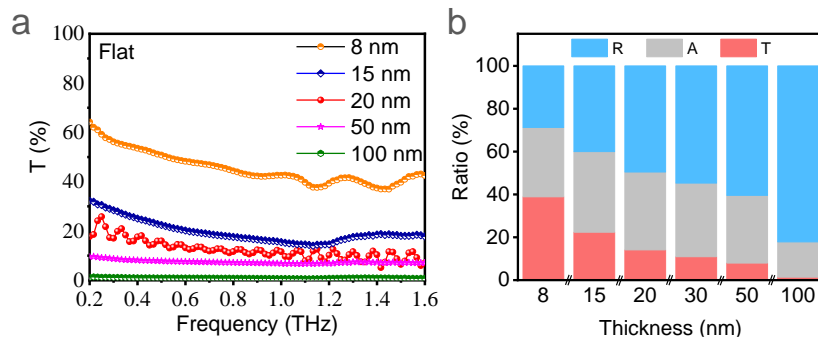 a
Flat
8 nm
15 nm
20 nm
50 nm
100 nm
100
80
60
40
20
0
T (%)
0.2 0.4 0.6 0.8 1.0 1.2 1.4 1.6
Frequency (THz)
b
R A T
100
80
60
40
20
0
Ratio (%)
8 15 20 30 50 100
Thickness (nm)